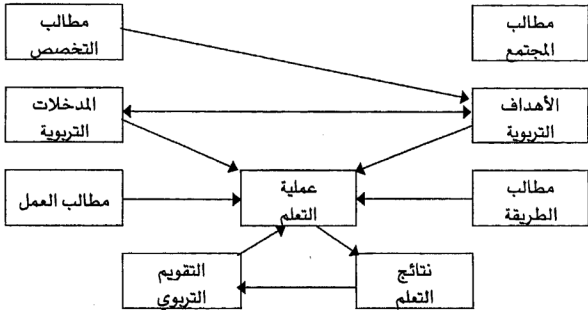 مطالب
المجتمع
مطالب
التخصص
الأهداف
التربوية
المدخلات
التربوية
مطالب
الطريقة
عملية
التعلم
مطالب العمل
نتائج
التعلم
التقويم
التربوي